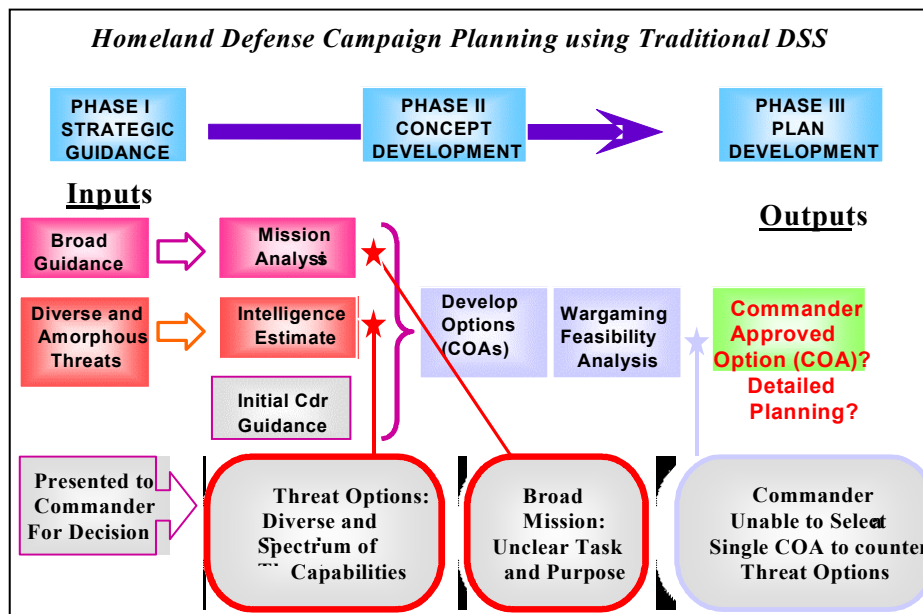 Homeland Defense Campaign Planning using Traditional DSS
PHASE I
STRATEGIC
GUIDANCE
PHASE II
CONCEPT
DEVELOPMENT
PHASE III
PLAN
DEVELOPMENT
Inputs
Outputs
Broad
Guidance
Mission
Analysis
Diverse and
Amorphous
Threats
Intelligence
Estimate
Initial Cdr
Guidance
Develop
Options
(COAs)
Wargaming
Feasibility
Analysis
Commander
Approved
Option (COA)?
Detailed
Planning?
Presented to
Commander
For Decision
Threat Options:
Diverse and
Spectrum of
Capabilities
Broad
Mission:
Unclear Task
and Purpose
Commander
Unable to Select
Single COA to counter
Threat Options